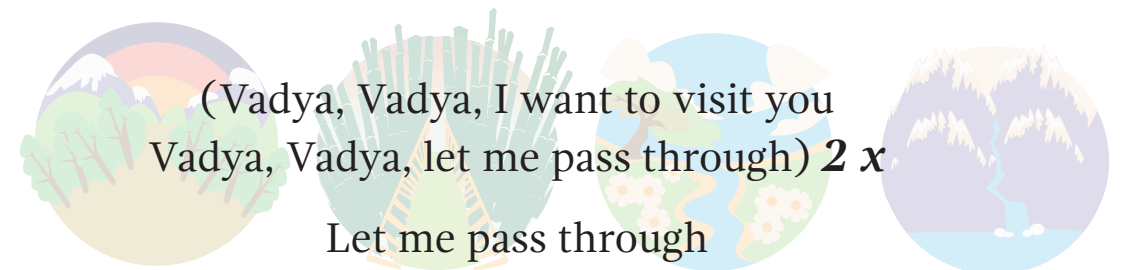 (Vadya, Vadya, I want to visit you
Vadya, Vadya, let me pass through) 2 x
Let me pass through